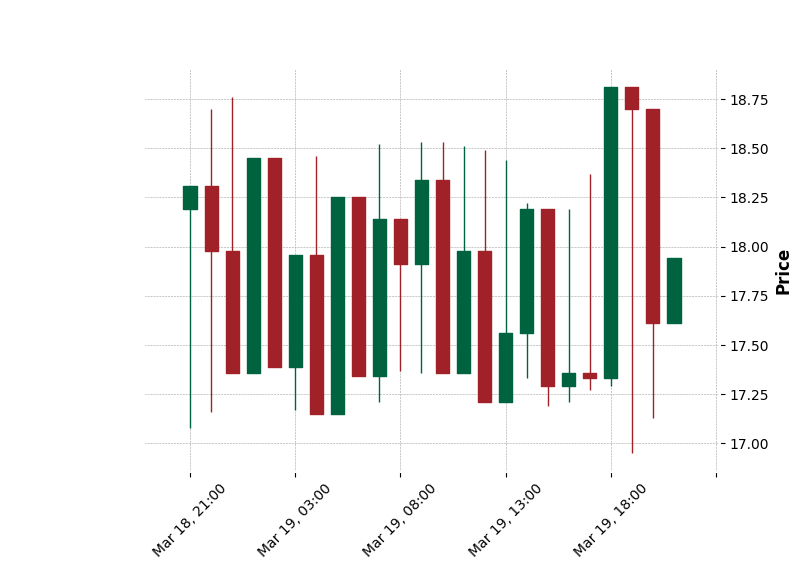 18.75
18.50
18.25
18.00
17.75
17.50
17.25
17.00
Price
Mar 18, 21:00
Mar 19, 03:00
Mar 19, 08:00
Mar 19, 13:00
Mar 19, 18:00